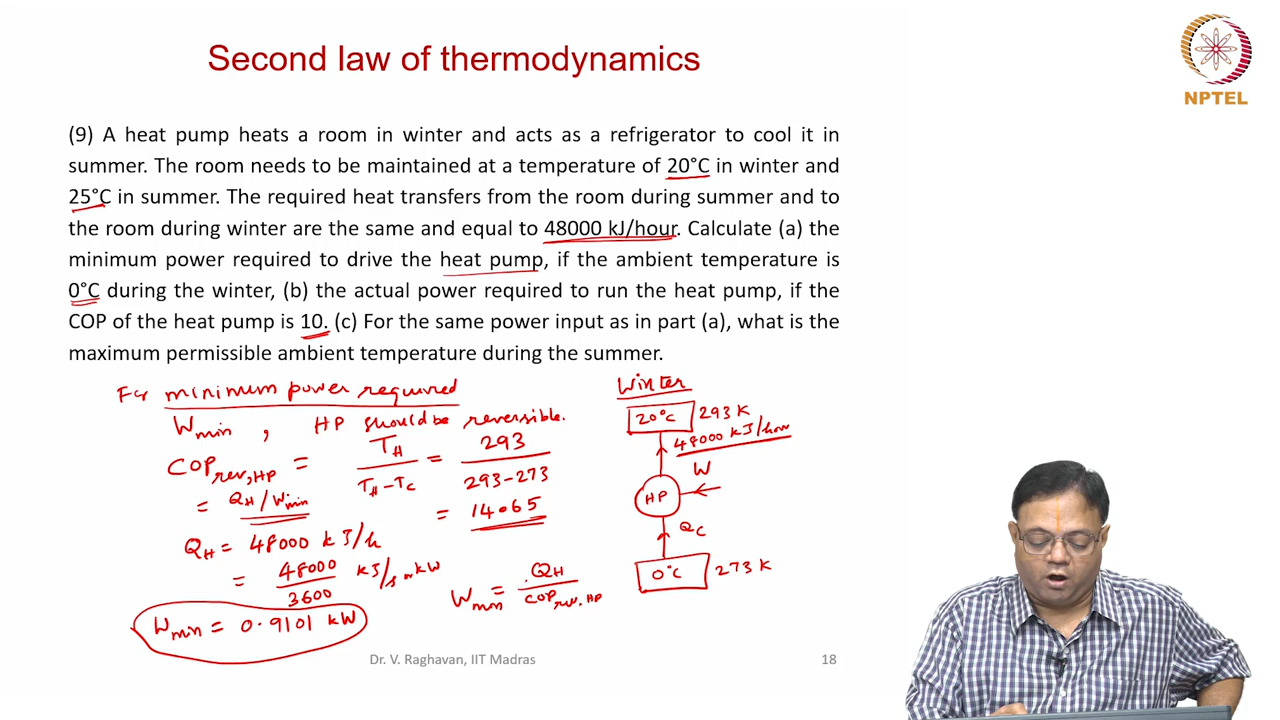 Second law of thermodynamics
NPTEL
(9) A heat pump heats a room in winter and acts as a refrigerator to cool it in
summer. The room needs to be maintained at a temperature of 20°C in winter and
25°C in summer. The required heat transfers from the room during summer and to
the room during winter are the same and equal to 48000 kJ/hour. Calculate (a) the
minimum power required to drive the heat pump, if the ambient temperature is
0°C during the winter, (b) the actual power required to run the heat pump, if the
COP of the heat pump is 10. (c) For the same power input as in part (a), what is the
maximum permissible ambient temperature during the summer.
For minimum power required
Wmin , HP should be reversible.
COPrev,HP = TH / TH-TC = 293 / 293-273
= QH/Wmin = 14.65
QH = 48000 kJ/h
= 48000 / 3600 kJ/s or kW
Wmin = QH / COPrev,HP
Wmin = 0.9101 kW
Winter
20°C 293 K
48000 KJ/hour
W
HP
QC
0°C 273 K
Dr. V. Raghavan, IIT Madras
18